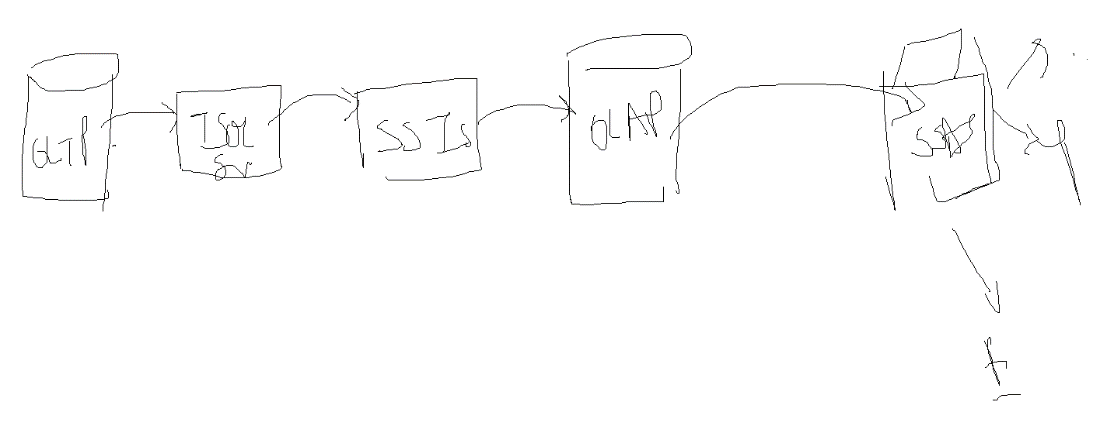 OLTP
TSQL
Srv
SSIS
OLAP
SSAS